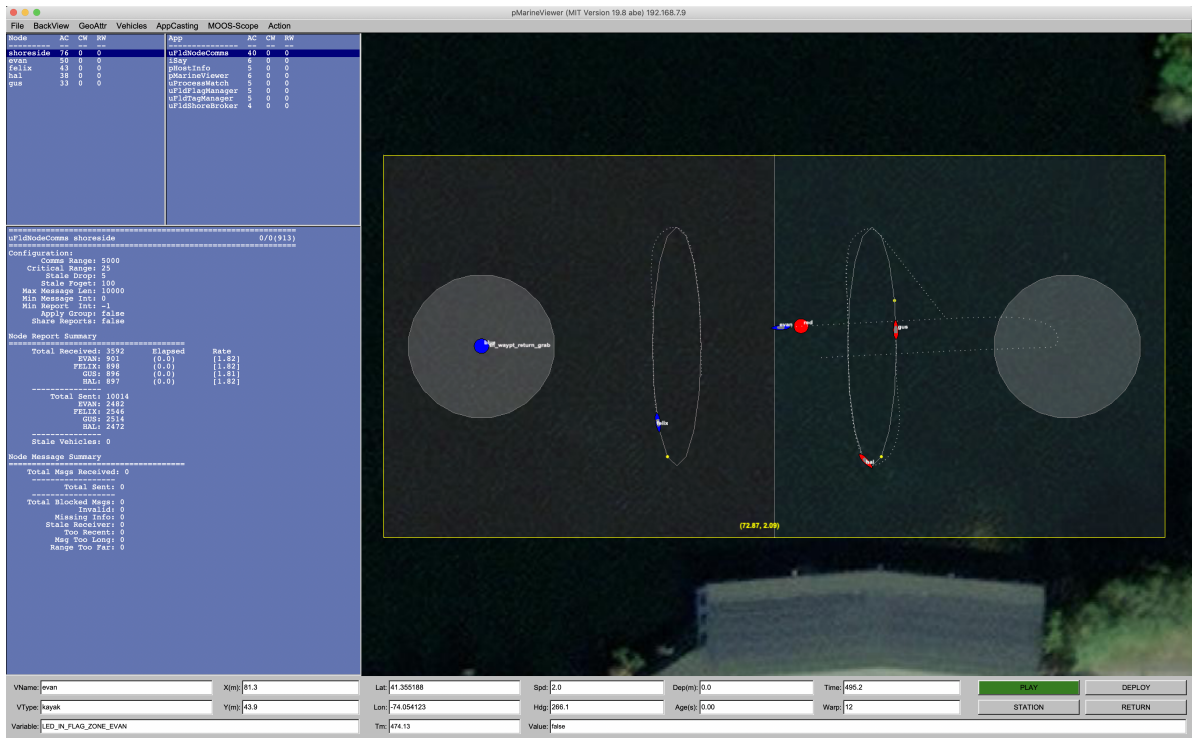 pMarineViewer (MIT Version 19.8 abe) 192.168.7.9
File BackView GeoAttr Vehicles AppCasting MOOS-Scope Action
Node AC CW RW
shoreside 76 0 0
evan 50 0 0
felix 43 0 0
hal 38 0 0
gus 33 0 0
App AC CW RW
uFldNodeComms 40 0 0
iSay 6 0 0
pHostInfo 5 0 0
pMarineViewer 6 0 0
uProcessWatch 5 0 0
uFldFlagManager 5 0 0
uFldTagManager 5 0 0
uFldShoreBroker 4 0 0
uFldNodeComms shoreside 0/0(913)
Configuration:
Comms Range: 5000
Critical Range: 25
Stale Drop: 5
Stale Foget: 100
Max Message Len: 10000
Min Message Int: 0
Min Report Int: -1
Apply Group: false
Share Reports: false
Node Report Summary
Total Received: 3592 Elapsed Rate
EVAN: 901 (0.0) [1.82]
FELIX: 898 (0.0) [1.82]
GUS: 896 (0.0) [1.81]
HAL: 897 (0.0) [1.82]
Total Sent: 10014
EVAN: 2482
FELIX: 2546
GUS: 2514
HAL: 2472
Stale Vehicles: 0
Node Message Summary
Total Msgs Received: 0
Total Sent: 0
Total Blocked Msgs: 0
Invalid: 0
Missing Info: 0
Stale Receiver: 0
Too Recent: 0
Msg Too Long: 0
Range Too Far: 0
evan red
gus
felix
hal
(72.87, 2.09)
VName: evan X(m): 81.3 Lat: 41.355188 Spd: 2.0 Dep(m): 0.0 Time: 495.2 PLAY DEPLOY
VType: kayak Y(m): 43.9 Lon: -74.054123 Hdg: 266.1 Age(s): 0.00 Warp: 12 STATION RETURN
Variable: LED_IN_FLAG_ZONE_EVAN Tm: 474.13 Value: false